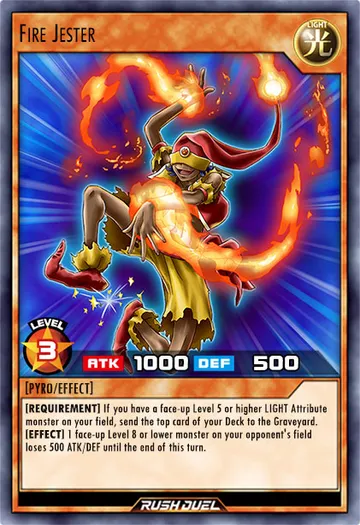 FIRE JESTER
LIGHT
光
LEVEL
3
ATK 1000 DEF 500
[PYRO/EFFECT]
[REQUIREMENT] If you have a face-up Level 5 or higher LIGHT Attribute
monster on your field, send the top card of your Deck to the Graveyard.
[EFFECT] 1 face-up Level 8 or lower monster on your opponent's field
loses 500 ATK/DEF until the end of this turn.
RUSH DUEL